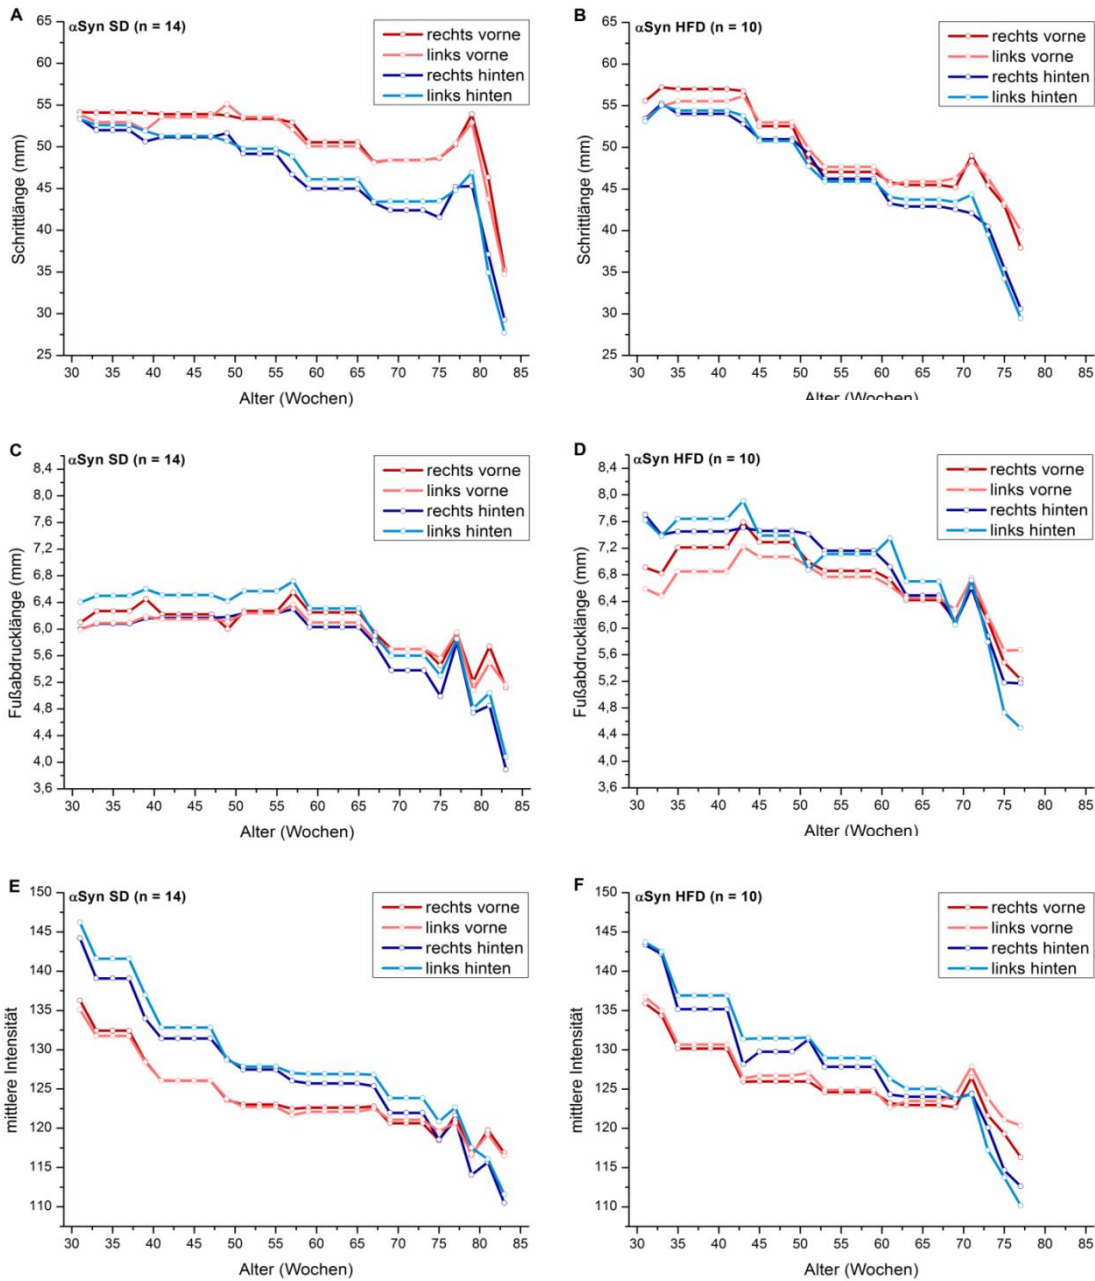 A
αSyn SD (n = 14)
rechts vorne
links vorne
rechts hinten
links hinten
65
60
55
50
45
40
35
30
25
Schrittlänge (mm)
30 35 40 45 50 55 60 65 70 75 80 85
Alter (Wochen)
B
αSyn HFD (n = 10)
rechts vorne
links vorne
rechts hinten
links hinten
65
60
55
50
45
40
35
30
25
Schrittlänge (mm)
30 35 40 45 50 55 60 65 70 75 80 85
Alter (Wochen)
C
αSyn SD (n = 14)
rechts vorne
links vorne
rechts hinten
links hinten
8,4
8,0
7,6
7,2
6,8
6,4
6,0
5,6
5,2
4,8
4,4
4,0
3,6
Fußabdrucklänge (mm)
30 35 40 45 50 55 60 65 70 75 80 85
Alter (Wochen)
D
αSyn HFD (n = 10)
rechts vorne
links vorne
rechts hinten
links hinten
8,4
8,0
7,6
7,2
6,8
6,4
6,0
5,6
5,2
4,8
4,4
4,0
3,6
Fußabdrucklänge (mm)
30 35 40 45 50 55 60 65 70 75 80 85
Alter (Wochen)
E
αSyn SD (n = 14)
rechts vorne
links vorne
rechts hinten
links hinten
150
145
140
135
130
125
120
115
110
mittlere Intensität
30 35 40 45 50 55 60 65 70 75 80 85
Alter (Wochen)
F
αSyn HFD (n = 10)
rechts vorne
links vorne
rechts hinten
links hinten
150
145
140
135
130
125
120
115
110
mittlere Intensität
30 35 40 45 50 55 60 65 70 75 80 85
Alter (Wochen)